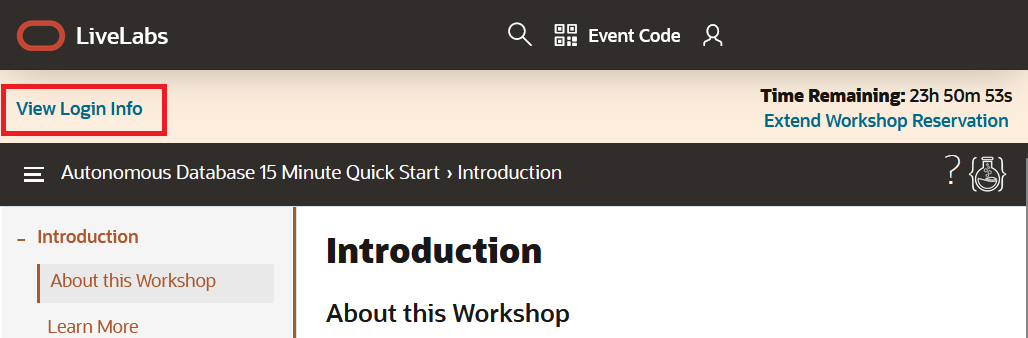 LiveLabs
Event Code
View Login Info
Time Remaining: 23h 50m 53s
Extend Workshop Reservation
Autonomous Database 15 Minute Quick Start › Introduction
?
– Introduction
About this Workshop
Learn More
Introduction
About this Workshop